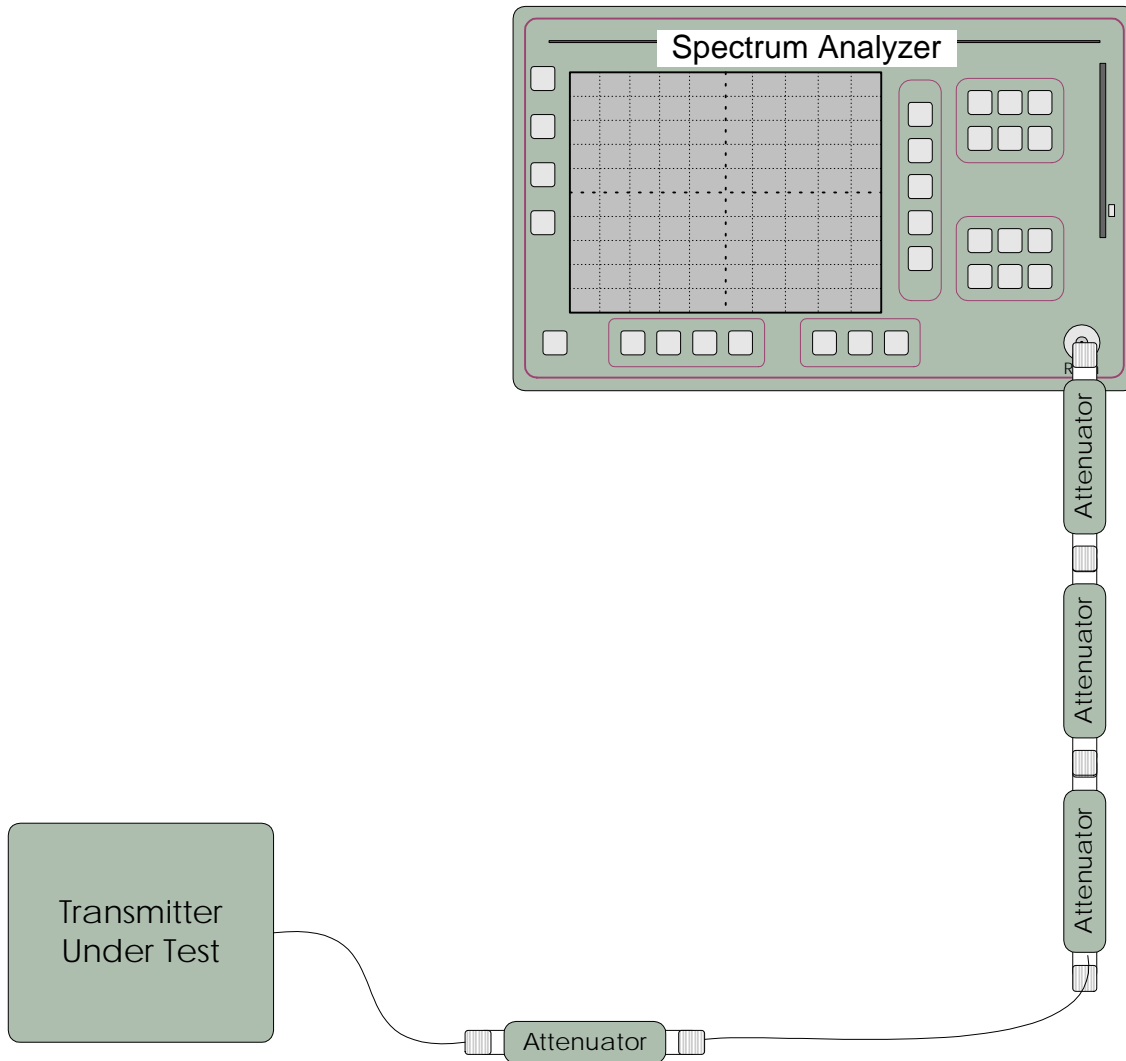 Spectrum Analyzer
Attenuator
Attenuator
Attenuator
Transmitter
Under Test
Attenuator